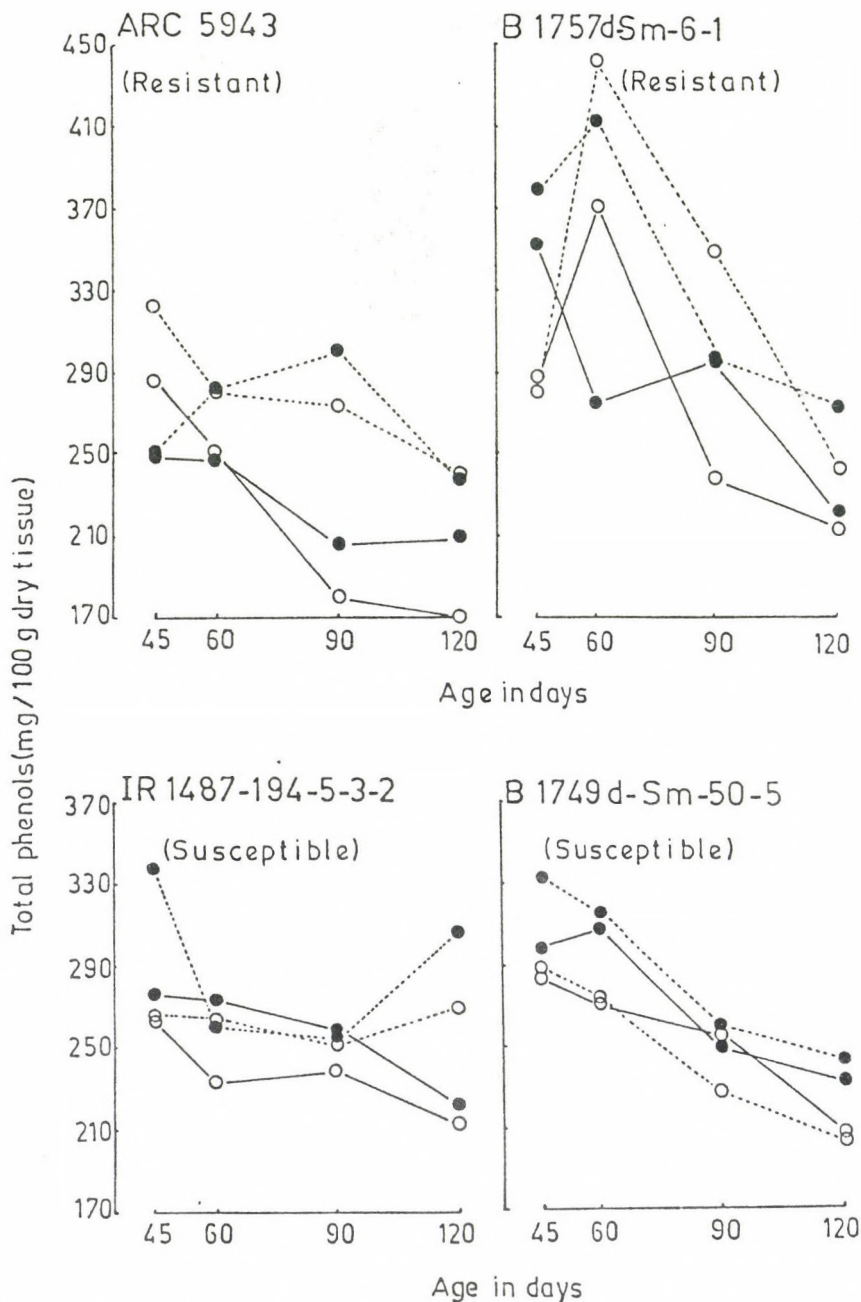 ARC 5943
B 1757d-Sm-6-1
(Resistant)
(Resistant)
450
410
370
330
290
250
210
170
45 60 90 120
45 60 90 120
Age in days
Total phenols(mg/100 g dry tissue)
IR 1487-194-5-3-2
B 1749 d-Sm-50-5
(Susceptible)
(Susceptible)
370
330
290
250
210
170
45 60 90 120
45 60 90 120
Age in days